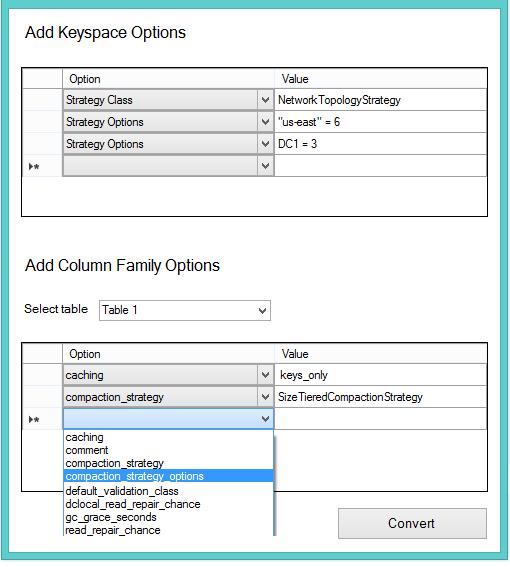 Add Keyspace Options
Option Value
Strategy Class NetworkTopologyStrategy
Strategy Options "us-east" = 6
Strategy Options DC1 = 3
Add Column Family Options
Select table Table 1
Option Value
caching keys_only
compaction_strategy SizeTieredCompactionStrategy
caching
comment
compaction_strategy
compaction_strategy_options
default_validation_class
dclocal_read_repair_chance
gc_grace_seconds
read_repair_chance
Convert